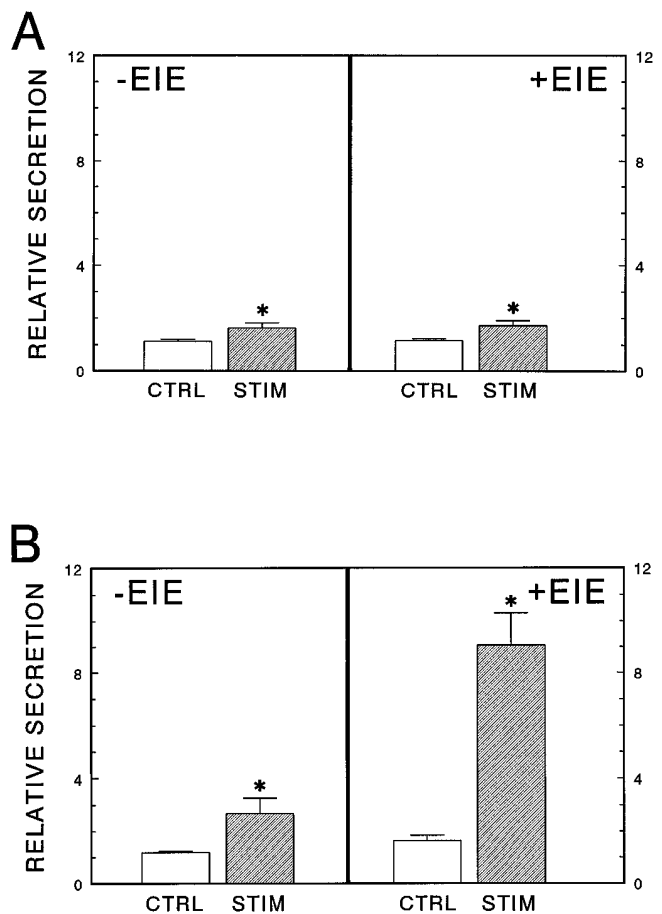 A
-EIE +EIE
RELATIVE SECRETION
12 12
8 8
4 4
0 0
* *
CTRL STIM CTRL STIM
B
-EIE +EIE
RELATIVE SECRETION
12 12
8 8
4 4
0 0
* *
CTRL STIM CTRL STIM